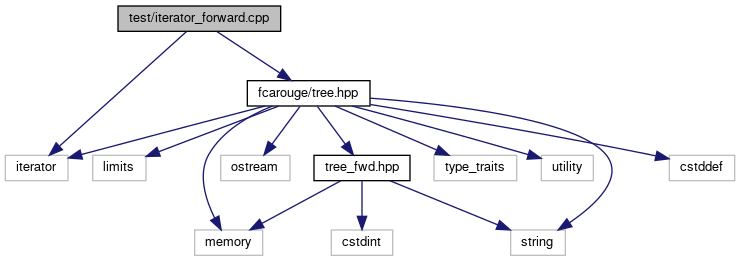 test/iterator_forward.cpp
fcarouge/tree.hpp
iterator
limits
ostream
tree_fwd.hpp
type_traits
utility
cstddef
memory
cstdint
string